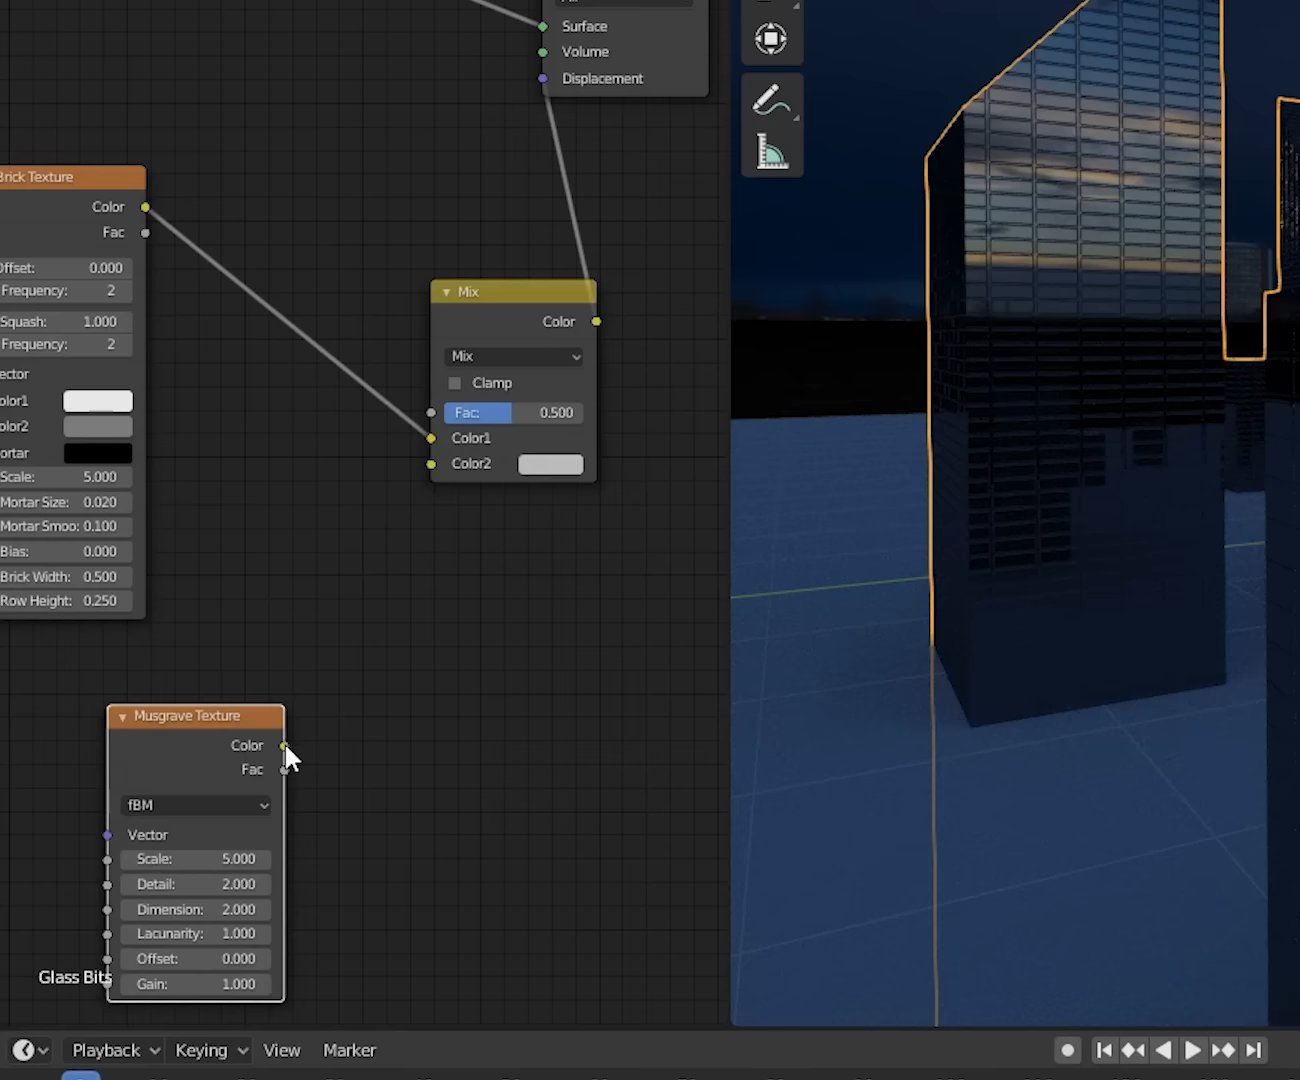 Surface
Volume
Displacement
Brick Texture
Color
Fac
Offset: 0.000
Frequency: 2
Squash: 1.000
Frequency: 2
ector
olor1
olor2
ortar
Scale: 5.000
Mortar Size: 0.020
Mortar Smoo: 0.100
Bias: 0.000
Brick Width: 0.500
Row Height: 0.250
Mix
Color
Mix
Clamp
Fac: 0.500
Color1
Color2
Musgrave Texture
Color
Fac
fBM
Vector
Scale: 5.000
Detail: 2.000
Dimension: 2.000
Lacunarity: 1.000
Offset: 0.000
Gain: 1.000
Glass Bits
Playback Keying View Marker